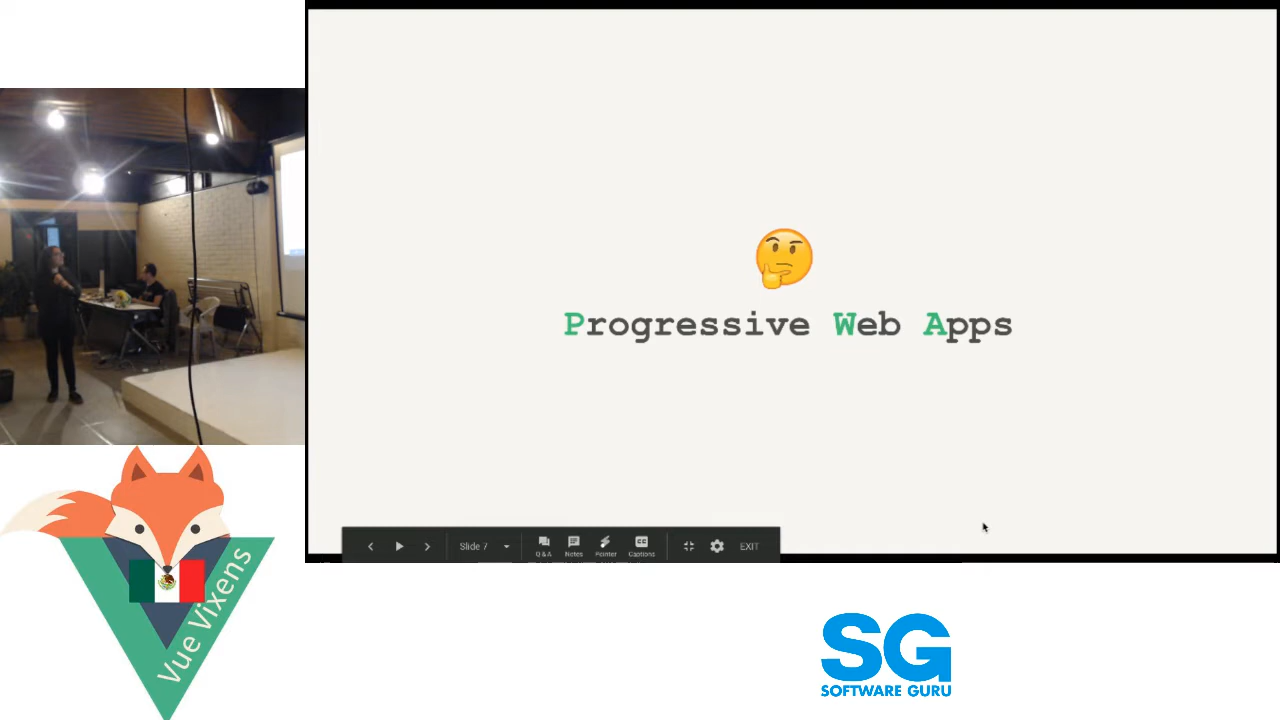 Progressive Web Apps
Slide 7
Q&A
Notes
Pointer
Captions
EXIT
Vue Vixens
SG
SOFTWARE GURU